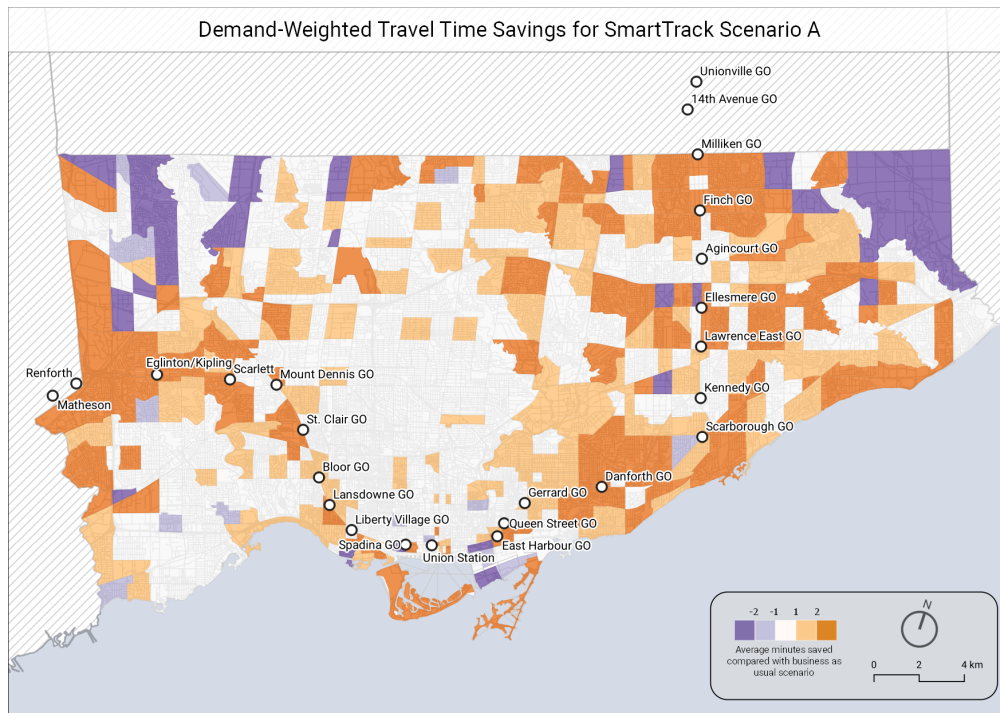 Demand-Weighted Travel Time Savings for SmartTrack Scenario A
Unionville GO
14th Avenue GO
Milliken GO
Finch GO
Agincourt GO
Ellesmere GO
Lawrence East GO
Eglinton/Kipling
Scarlett
Renforth
Mount Dennis GO
Matheson
Kennedy GO
St. Clair GO
Scarborough GO
Bloor GO
Danforth GO
Lansdowne GO
Gerrard GO
Liberty Village GO
Queen Street GO
Spadina GO
East Harbour GO
Union Station
-2 -1 1 2
Average minutes saved
compared with business as
usual scenario
N
0 2 4 km